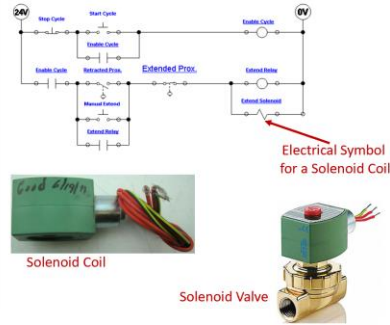 24V
0V
Stop Cycle
Start Cycle
Enable Cycle
Enable Cycle
Enable Cycle
Retracted Prox.
Extended Prox.
Extend Relay
Manual Extend
Extend Solenoid
Extend Relay
Electrical Symbol
for a Solenoid Coil
Good
Solenoid Coil
Solenoid Valve